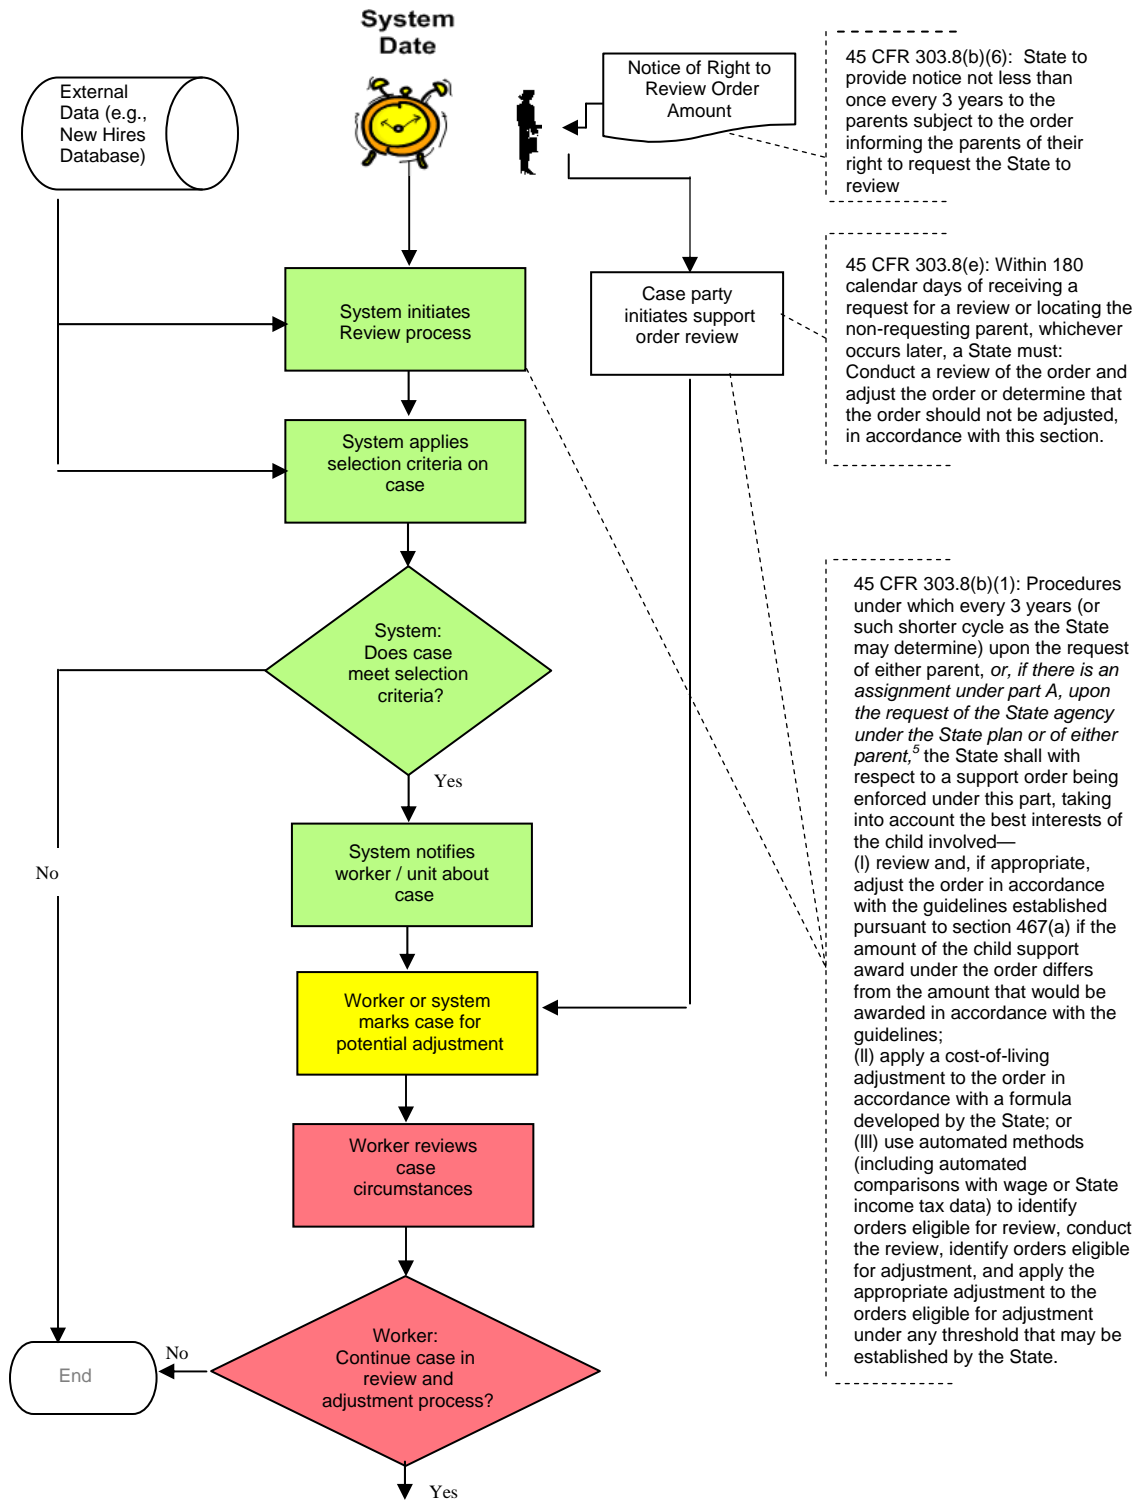 System
Date
External
Data (e.g.,
New Hires
Database)
Notice of Right to
Review Order
Amount
45 CFR 303.8(b)(6):  State to
provide notice not less than
once every 3 years to the
parents subject to the order
informing the parents of their
right to request the State to
review
System initiates
Review process
Case party
initiates support
order review
45 CFR 303.8(e): Within 180
calendar days of receiving a
request for a review or locating the
non-requesting parent, whichever
occurs later, a State must:
Conduct a review of the order and
adjust the order or determine that
the order should not be adjusted,
in accordance with this section.
System applies
selection criteria on
case
System:
Does case
meet selection
criteria?
Yes
No
45 CFR 303.8(b)(1): Procedures
under which every 3 years (or
such shorter cycle as the State
may determine) upon the request
of either parent, or, if there is an
assignment under part A, upon
the request of the State agency
under the State plan or of either
parent,⁵ the State shall with
respect to a support order being
enforced under this part, taking
into account the best interests of
the child involved—
(I) review and, if appropriate,
adjust the order in accordance
with the guidelines established
pursuant to section 467(a) if the
amount of the child support
award under the order differs
from the amount that would be
awarded in accordance with the
guidelines;
(II) apply a cost-of-living
adjustment to the order in
accordance with a formula
developed by the State; or
(III) use automated methods
(including automated
comparisons with wage or State
income tax data) to identify
orders eligible for review, conduct
the review, identify orders eligible
for adjustment, and apply the
appropriate adjustment to the
orders eligible for adjustment
under any threshold that may be
established by the State.
System notifies
worker / unit about
case
Worker or system
marks case for
potential adjustment
Worker reviews
case
circumstances
Worker:
Continue case in
review and
adjustment process?
No
End
Yes